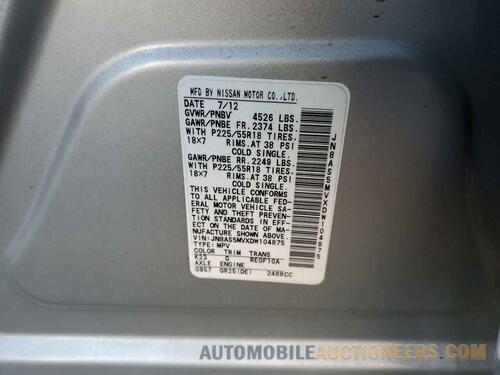 MFD BY NISSAN MOTOR CO.,LTD.
DATE 7/12
GVWR/PNBV 4526 LBS.
GAWR/PNBE FR. 2374 LBS.
WITH P225/55R18 TIRES.
18X7 RIMS.AT 38 PSI
COLD SINGLE.
GAWR/PNBE RR. 2249 LBS.
WITH P225/55R18 TIRES.
18X7 RIMS.AT 38 PSI
COLD SINGLE.
THIS VEHICLE CONFORMS
TO ALL APPLICABLE FED-
ERAL MOTOR VEHICLE SA-
FETY AND THEFT PREVEN-
TION STANDARDS IN EFF-
ECT ON THE DATE OF MA-
NUFACTURE SHOWN ABOVE.
VIN: JN8AS5MVXDW104875
TYPE: MPV
COLOR TRIM TRANS
K23 G RE0F10A
AXLE ENGINE
GB57 QR25(DE) 2488CC
JN8AS5MVXDW104875
AUTOMOBILEAUCTIONEERS.COM